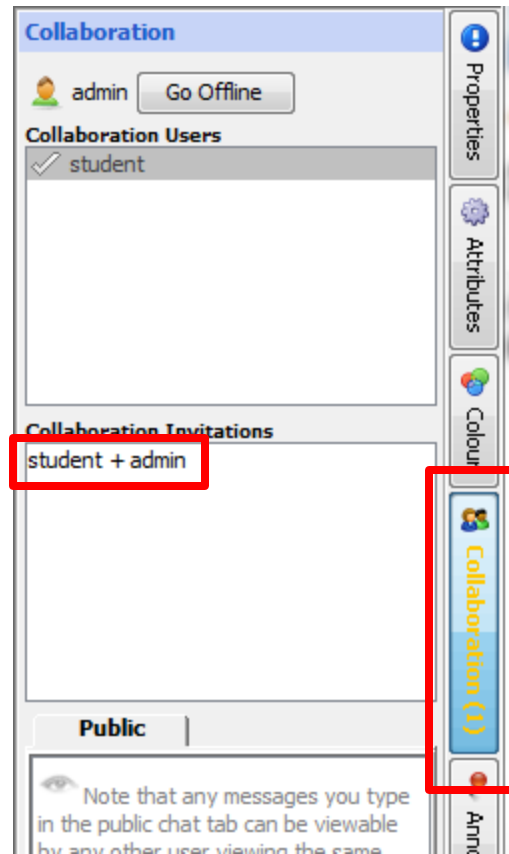 Collaboration
admin Go Offline
Collaboration Users
student
Collaboration Invitations
student + admin
Public
Note that any messages you type
in the public chat tab can be viewable
by any other user viewing the same
Properties
Attributes
Colour
Collaboration (1)
Anno